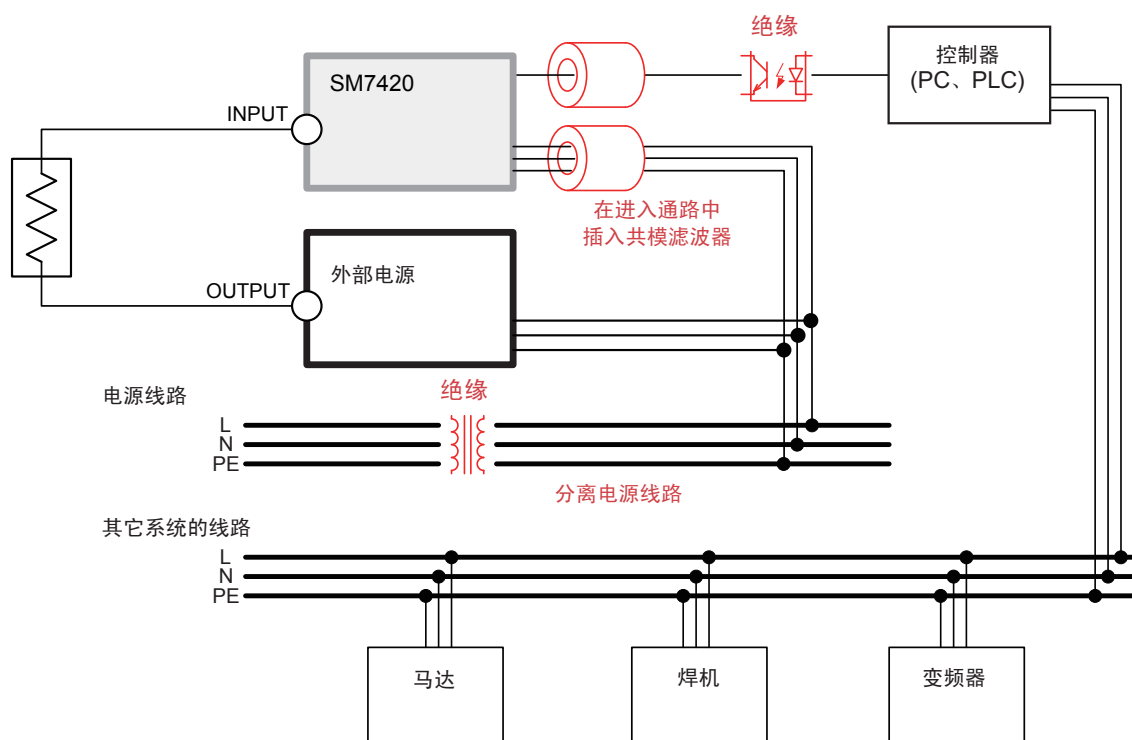 绝缘
控制器
(PC、PLC)
SM7420
INPUT
在进入通路中
插入共模滤波器
外部电源
OUTPUT
电源线路
绝缘
L
N
PE
分离电源线路
其它系统的线路
L
N
PE
马达
焊机
变频器